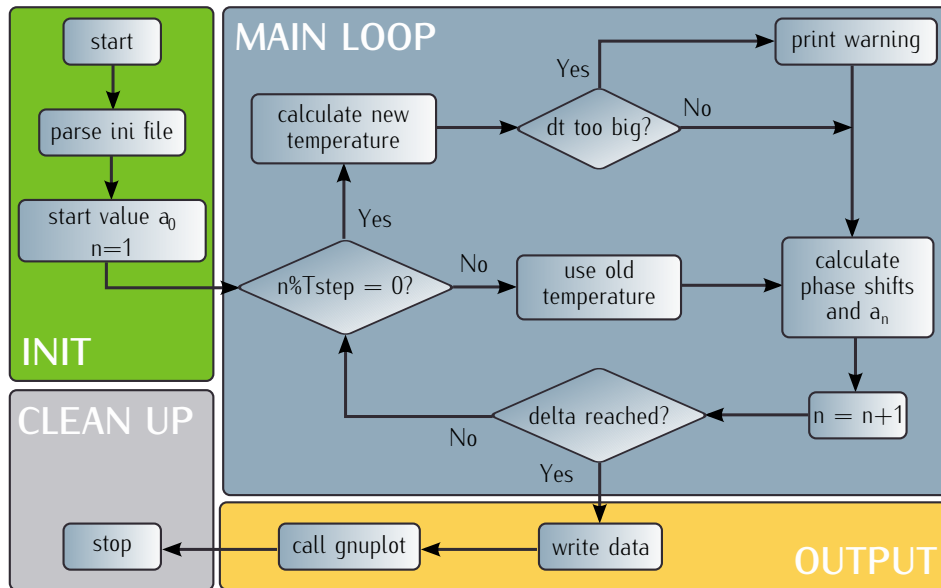 start
parse ini file
start value a₀
n=1
INIT
MAIN LOOP
calculate new
temperature
Yes
dt too big?
No
print warning
Yes
n%Tstep = 0?
No
use old
temperature
calculate
phase shifts
and aₙ
n = n+1
delta reached?
No
Yes
CLEAN UP
stop
call gnuplot
write data
OUTPUT